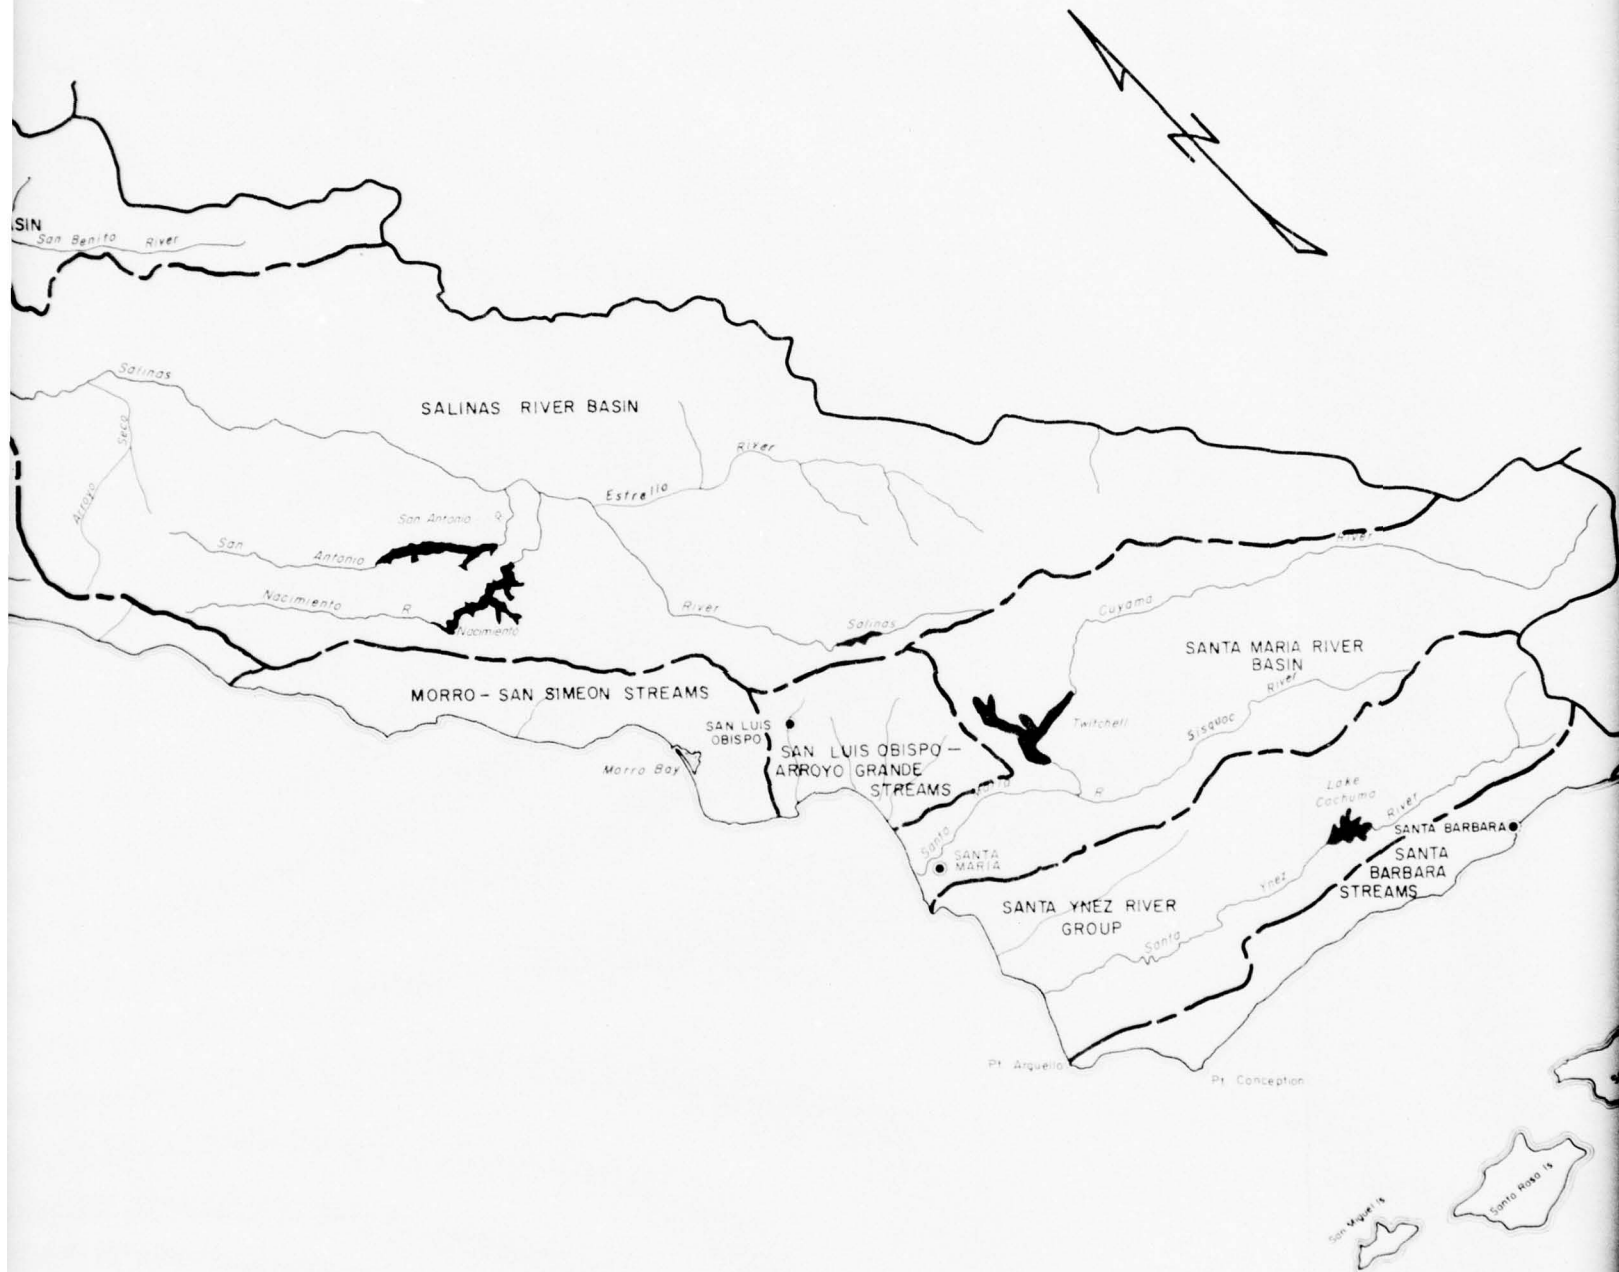 ASIN
San Benito River
Salinas
SALINAS RIVER BASIN
Seco
Arroyo
River
Estrella
San Antonio R
San Antonio
Nacimiento R
Nacimiento
River
Salinas
River
Cuyama
SANTA MARIA RIVER
BASIN
River
Sisquoc
Twitchell
MORRO - SAN SIMEON STREAMS
SAN LUIS
OBISPO
SAN LUIS OBISPO -
ARROYO GRANDE
STREAMS
Morro Bay
Maria R
Santa
SANTA
MARIA
Lake
Cachuma
River
SANTA BARBARA
SANTA
BARBARA
STREAMS
Ynez
Santa
SANTA YNEZ RIVER
GROUP
Pt. Arguello
Pt. Conception
Santa Rosa Is
San Miguel Is